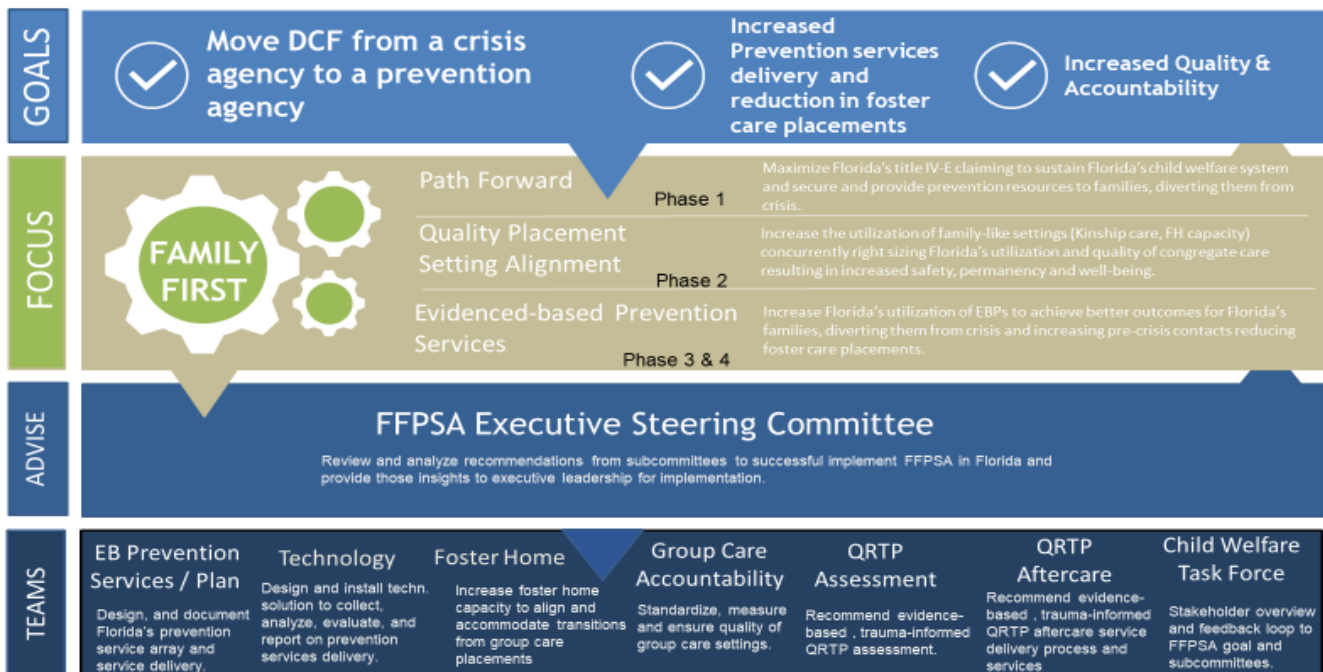 GOALS
Move DCF from a crisis
agency to a prevention
agency
Increased
Prevention services
delivery and
reduction in foster
care placements
Increased Quality &
Accountability
FOCUS
FAMILY
FIRST
Path Forward
Phase 1
Maximize Florida's title IV-E claiming to sustain Florida's child welfare system
and secure and provide prevention resources to families, diverting them from
crisis.
Quality Placement
Setting Alignment
Phase 2
Increase the utilization of family-like settings (Kinship care, FH capacity)
concurrently right sizing Florida's utilization and quality of congregate care
resulting in increased safety, permancy and well-being.
Evidenced-based Prevention
Services
Phase 3 & 4
Increase Florida's utilization of EBPs to achieve better outcomes for Florida's
families, diverting them from crisis and increasing pre-crisis contacts reducing
foster care placements.
ADVISE
FFPSA Executive Steering Committee
Review and analyze recommendations from subcommittees to successful implement FFPSA in Florida and
provide those insights to executive leadership for implementation.
TEAMS
EB Prevention
Services / Plan
Design, and document
Florida's prevention
service array and
service delivery.
Technology
Design and install techn.
solution to collect,
analyze, evaluate, and
report on prevention
services delivery.
Foster Home
Increase foster home
capacity to align and
accommodate transitions
from group care
placements
Group Care
Accountability
Standardize, measure
and ensure quality of
group care settings.
QRTP
Assessment
Recommend evidence-
based , trauma-informed
QRTP assessment.
QRTP
Aftercare
Recommend evidence-
based , trauma-informed
QRTP aftercare service
delivery process and
services
Child Welfare
Task Force
Stakeholder overview
and feedback loop to
FFPSA goal and
subcommittees.